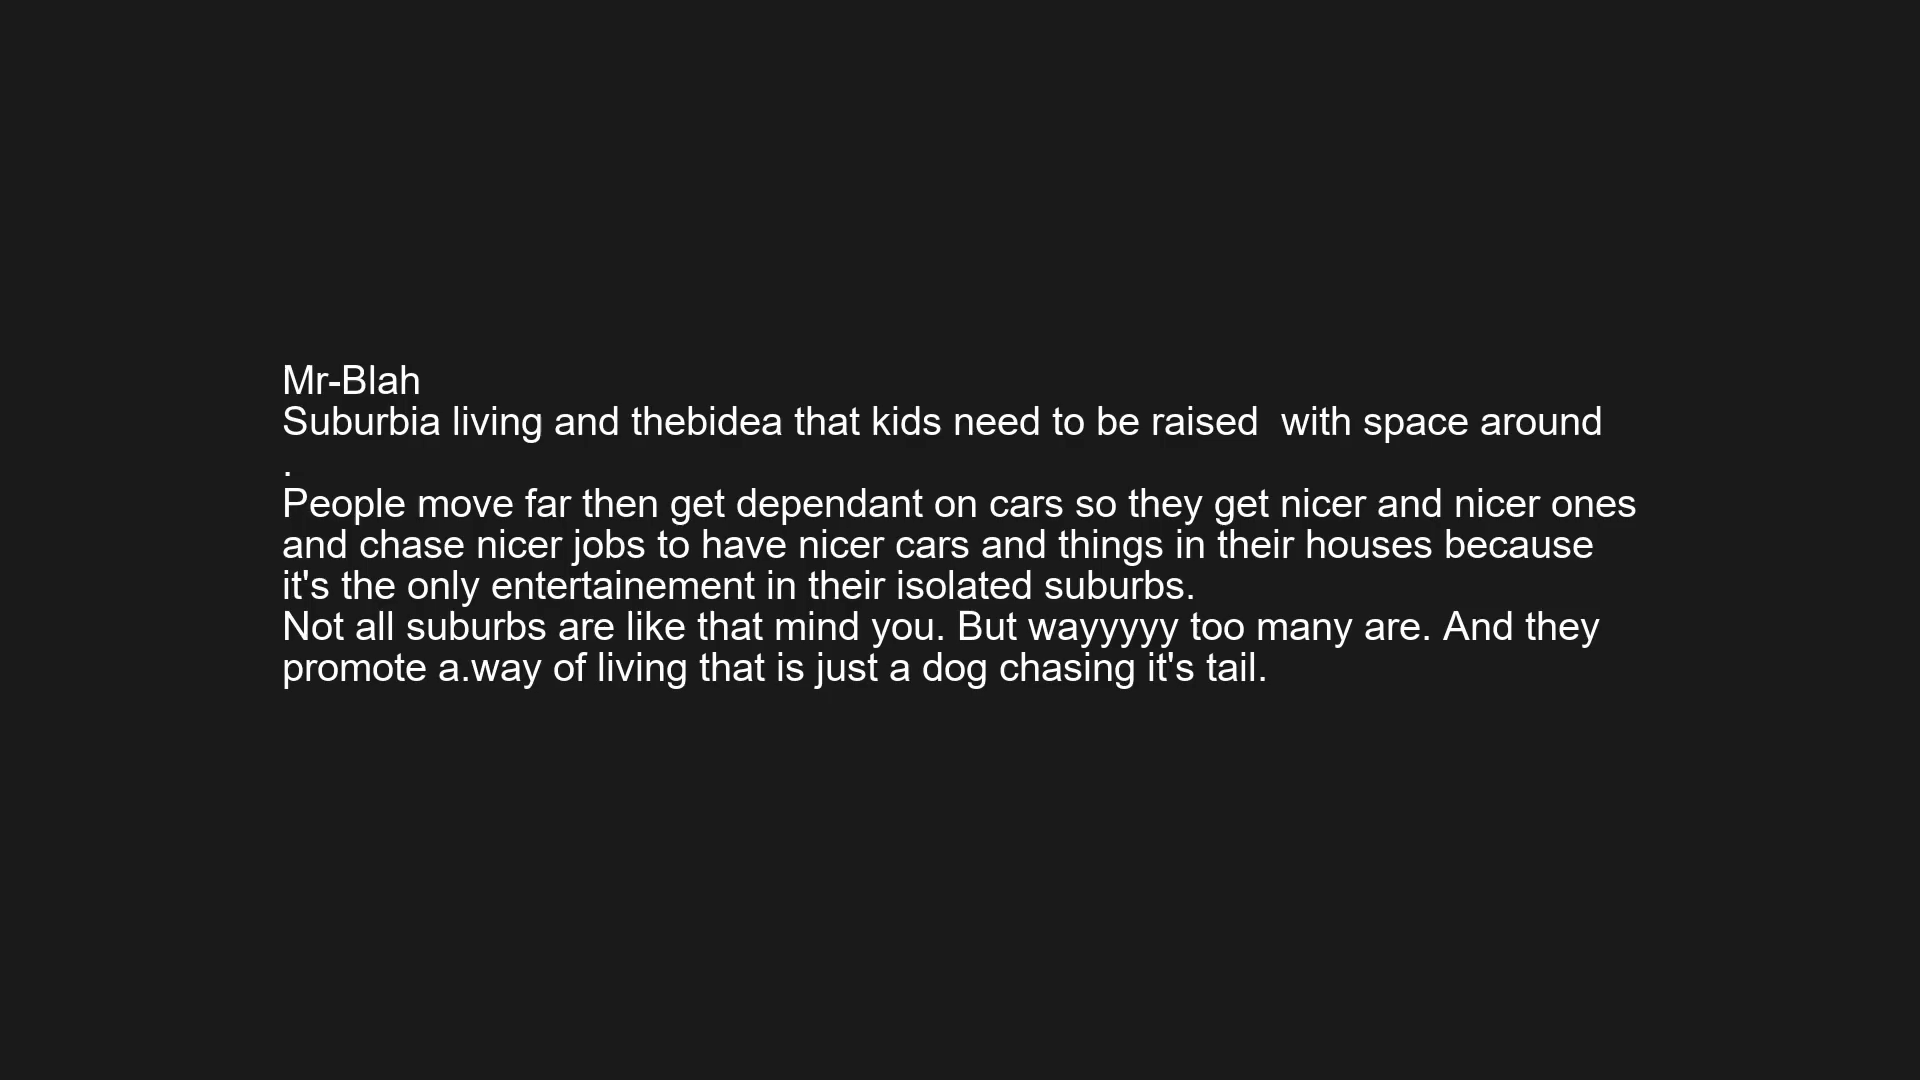 Mr-Blah
Suburbia living and thebidea that kids need to be raised  with space around
.
People move far then get dependant on cars so they get nicer and nicer ones
and chase nicer jobs to have nicer cars and things in their houses because
it's the only entertainement in their isolated suburbs.
Not all suburbs are like that mind you. But wayyyyy too many are. And they
promote a.way of living that is just a dog chasing it's tail.